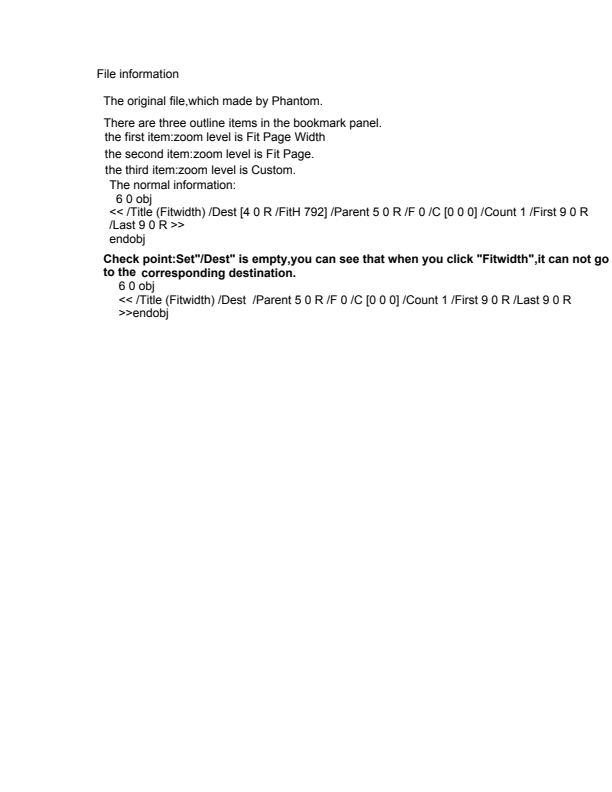 File information
The original file,which made by Phantom.
There are three outline items in the bookmark panel.
the first item:zoom level is Fit Page Width
the second item:zoom level is Fit Page.
the third item:zoom level is Custom.
The normal information:
6 0 obj
<< /Title (Fitwidth) /Dest [4 0 R /FitH 792] /Parent 5 0 R /F 0 /C [0 0 0] /Count 1 /First 9 0 R
/Last 9 0 R >>
endobj
Check point:Set"/Dest" is empty,you can see that when you click "Fitwidth",it can not go
to the corresponding destination.
6 0 obj
<< /Title (Fitwidth) /Dest  /Parent 5 0 R /F 0 /C [0 0 0] /Count 1 /First 9 0 R /Last 9 0 R
>>endobj